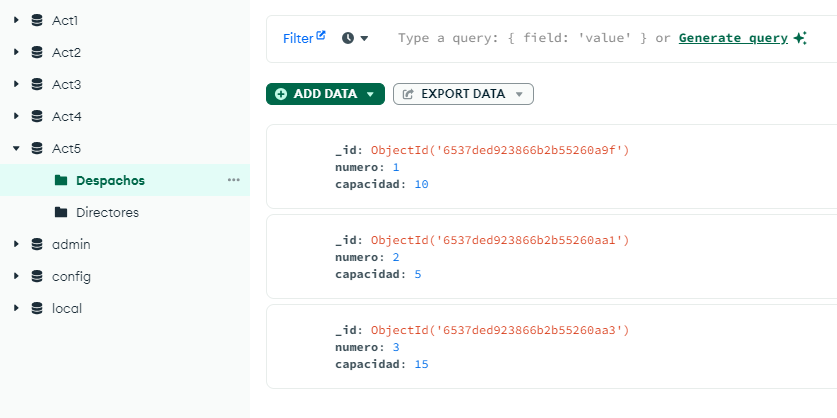 Act1
Act2
Act3
Act4
Act5
Despachos
Directores
admin
config
local
Filter
Type a query: { field: 'value' } or Generate query
ADD DATA
EXPORT DATA
_id: ObjectId('6537ded923866b2b55260a9f')
numero: 1
capacidad: 10
_id: ObjectId('6537ded923866b2b55260aa1')
numero: 2
capacidad: 5
_id: ObjectId('6537ded923866b2b55260aa3')
numero: 3
capacidad: 15